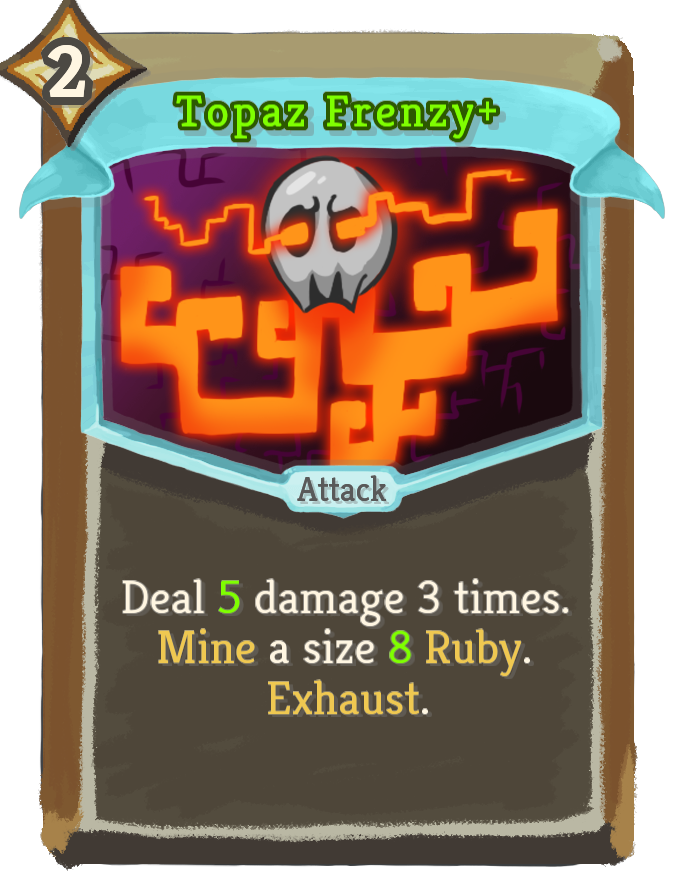 2
Topaz Frenzy+
Attack
Deal 5 damage 3 times.
Mine a size 8 Ruby.
Exhaust.